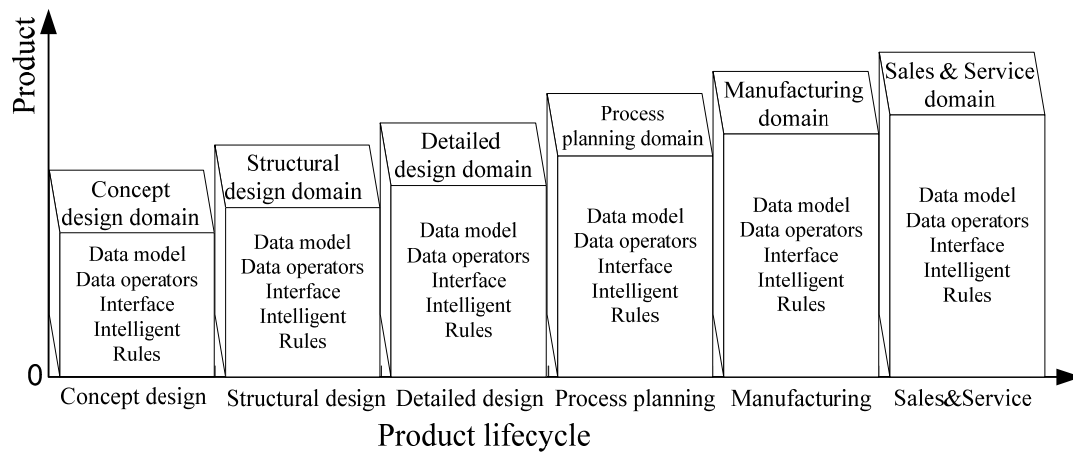 Product
Concept
design domain
Data model
Data operators
Interface
Intelligent
Rules
Structural
design domain
Data model
Data operators
Interface
Intelligent
Rules
Detailed
design domain
Data model
Data operators
Interface
Intelligent
Rules
Process
planning domain
Data model
Data operators
Interface
Intelligent
Rules
Manufacturing
domain
Data model
Data operators
Interface
Intelligent
Rules
Sales & Service
domain
Data model
Data operators
Interface
Intelligent
Rules
0
Concept design
Structural design
Detailed design
Process planning
Manufacturing
Sales&Service
Product lifecycle